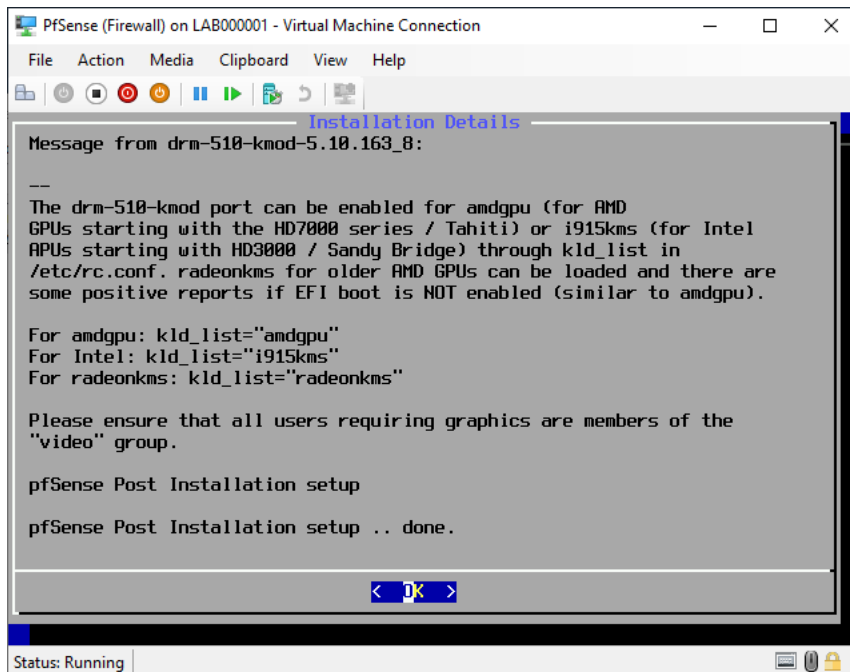 PfSense (Firewall) on LAB000001 - Virtual Machine Connection
File Action Media Clipboard View Help
Installation Details
Message from drm-510-kmod-5.10.163_8:
--
The drm-510-kmod port can be enabled for amdgpu (for AMD
GPUs starting with the HD7000 series / Tahiti) or i915kms (for Intel
APUs starting with HD3000 / Sandy Bridge) through kld_list in
/etc/rc.conf. radeonkms for older AMD GPUs can be loaded and there are
some positive reports if EFI boot is NOT enabled (similar to amdgpu).
For amdgpu: kld_list="amdgpu"
For Intel: kld_list="i915kms"
For radeonkms: kld_list="radeonkms"
Please ensure that all users requiring graphics are members of the
"video" group.
pfSense Post Installation setup
pfSense Post Installation setup .. done.
< OK >
Status: Running